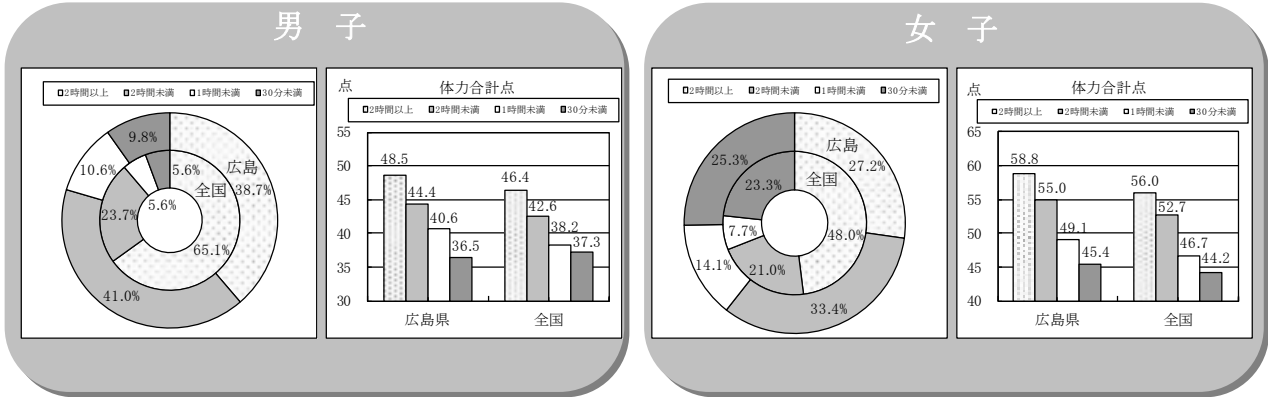 男 子
□2時間以上 □2時間未満 □1時間未満 ■30分未満
9.8%
10.6%
5.6%
広島
38.7%
全国
23.7%
5.6%
65.1%
41.0%
点
体力合計点
□2時間以上 ■2時間未満 □1時間未満 ■30分未満
55
50
45
40
35
30
48.5
44.4
40.6
36.5
46.4
42.6
38.2
37.3
広島県 全国
女 子
□2時間以上 □2時間未満 □1時間未満 ■30分未満
25.3%
広島
27.2%
全国
23.3%
7.7%
48.0%
14.1%
21.0%
33.4%
点
体力合計点
□2時間以上 ■2時間未満 □1時間未満 ■30分未満
65
60
55
50
45
40
58.8
55.0
49.1
45.4
56.0
52.7
46.7
44.2
広島県 全国